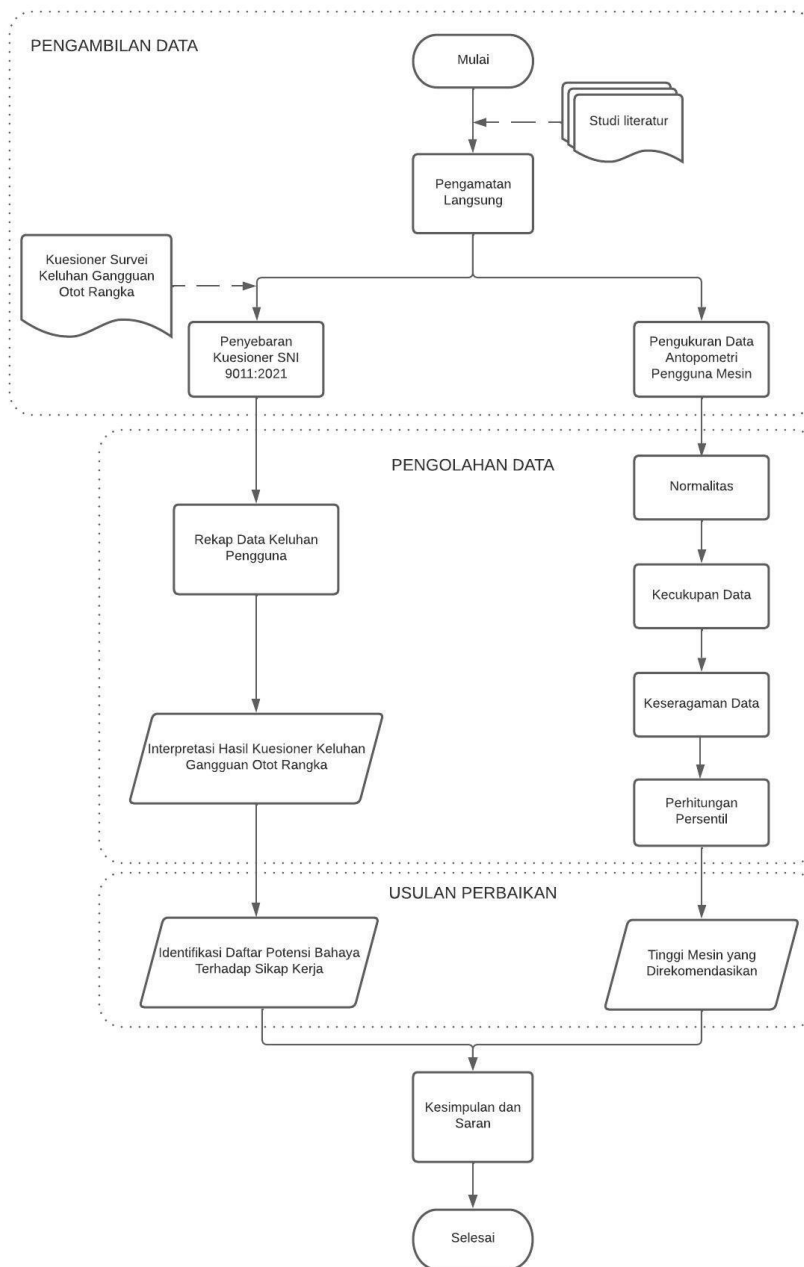 PENGAMBILAN DATA
Mulai
Studi literatur
Pengamatan
Langsung
Kuesioner Survei
Keluhan Gangguan
Otot Rangka
Penyebaran
Kuesioner SNI
9011:2021
Pengukuran Data
Antopometri
Pengguna Mesin
PENGOLAHAN DATA
Normalitas
Rekap Data Keluhan
Pengguna
Kecukupan Data
Keseragaman Data
Interpretasi Hasil Kuesioner Keluhan
Gangguan Otot Rangka
Perhitungan
Persentil
USULAN PERBAIKAN
Identifikasi Daftar Potensi Bahaya
Terhadap Sikap Kerja
Tinggi Mesin yang
Direkomendasikan
Kesimpulan dan
Saran
Selesai